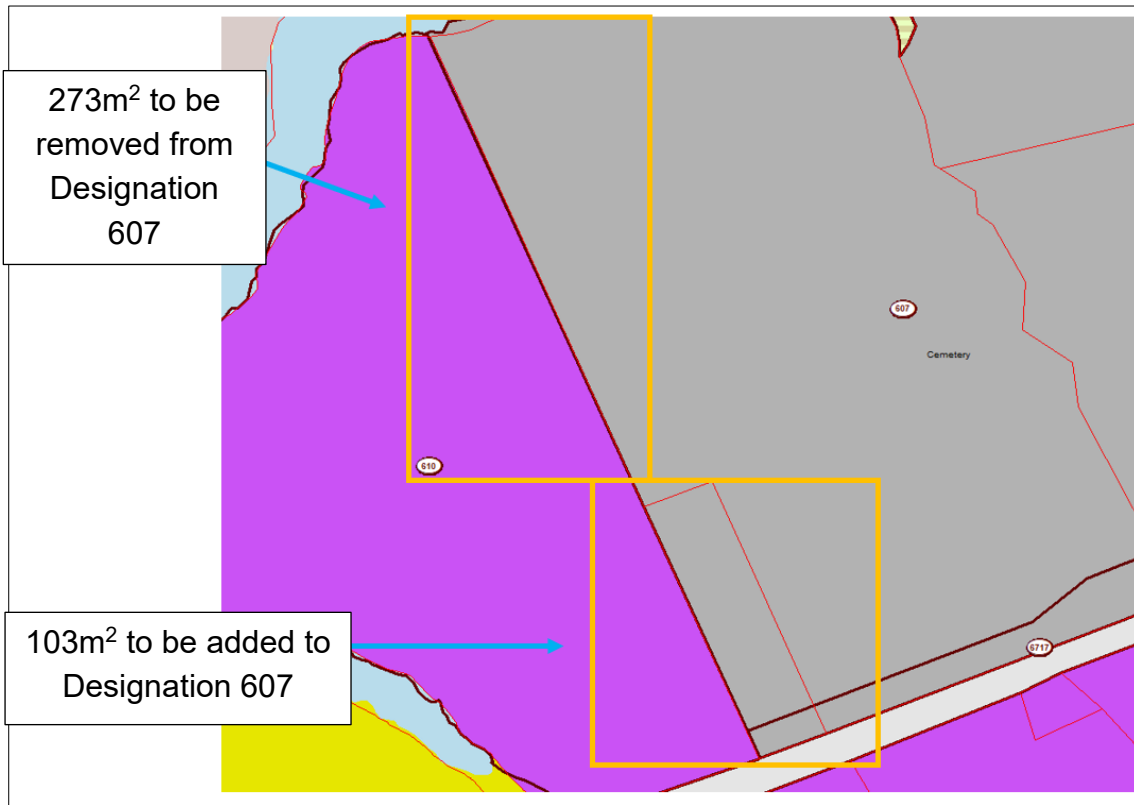 273m² to be
removed from
Designation
607
607
Cemetery
610
103m² to be added to
Designation 607
6717